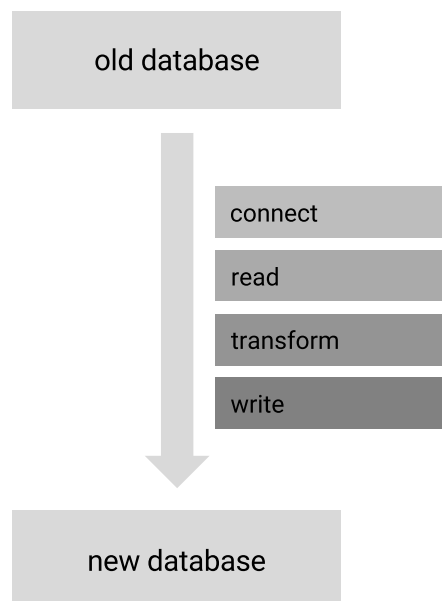 old database
connect
read
transform
write
new database